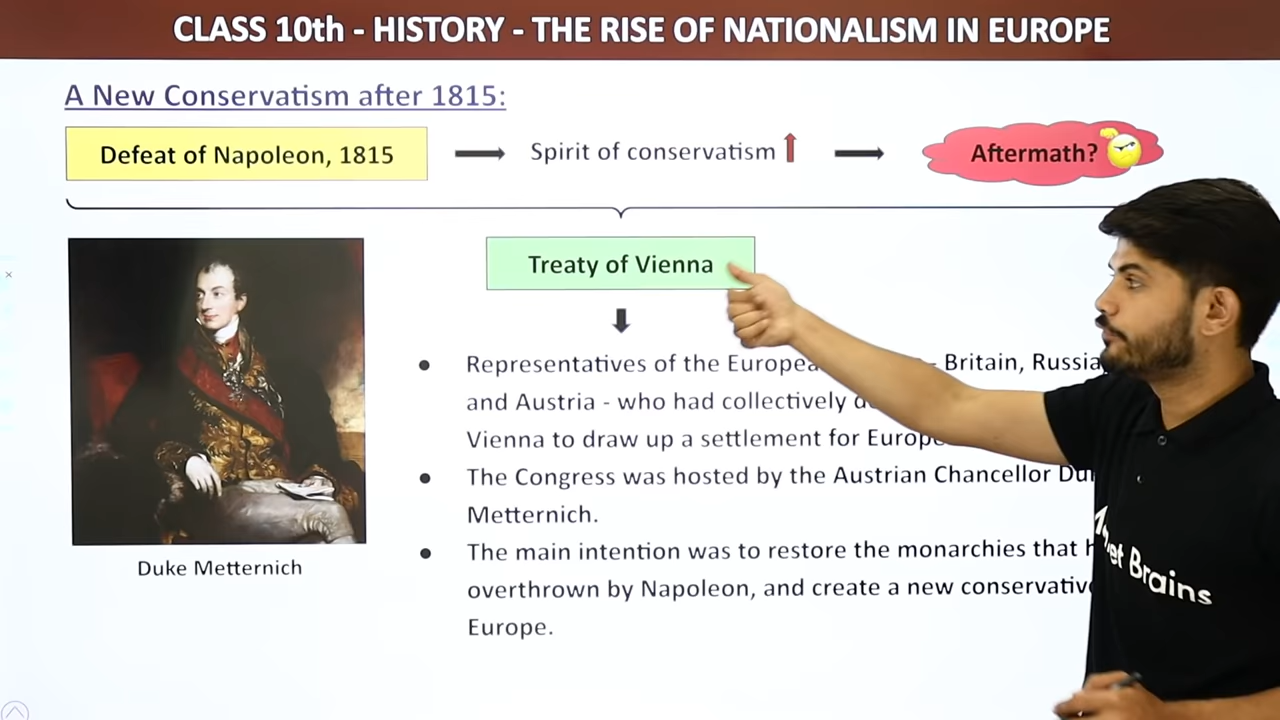 CLASS 10th - HISTORY - THE RISE OF NATIONALISM IN EUROPE
A New Conservatism after 1815:
Defeat of Napoleon, 1815
Spirit of conservatism
Aftermath?
Treaty of Vienna
Representatives of the - Britain, Russia,
and Austria - who had collectively
Vienna to draw up a settlement for
The Congress was hosted by the Austrian Chancellor
Metternich.
The main intention was to restore the monarchies that
overthrown by Napoleon, and create a new conservative
Europe.
Duke Metternich
Brains